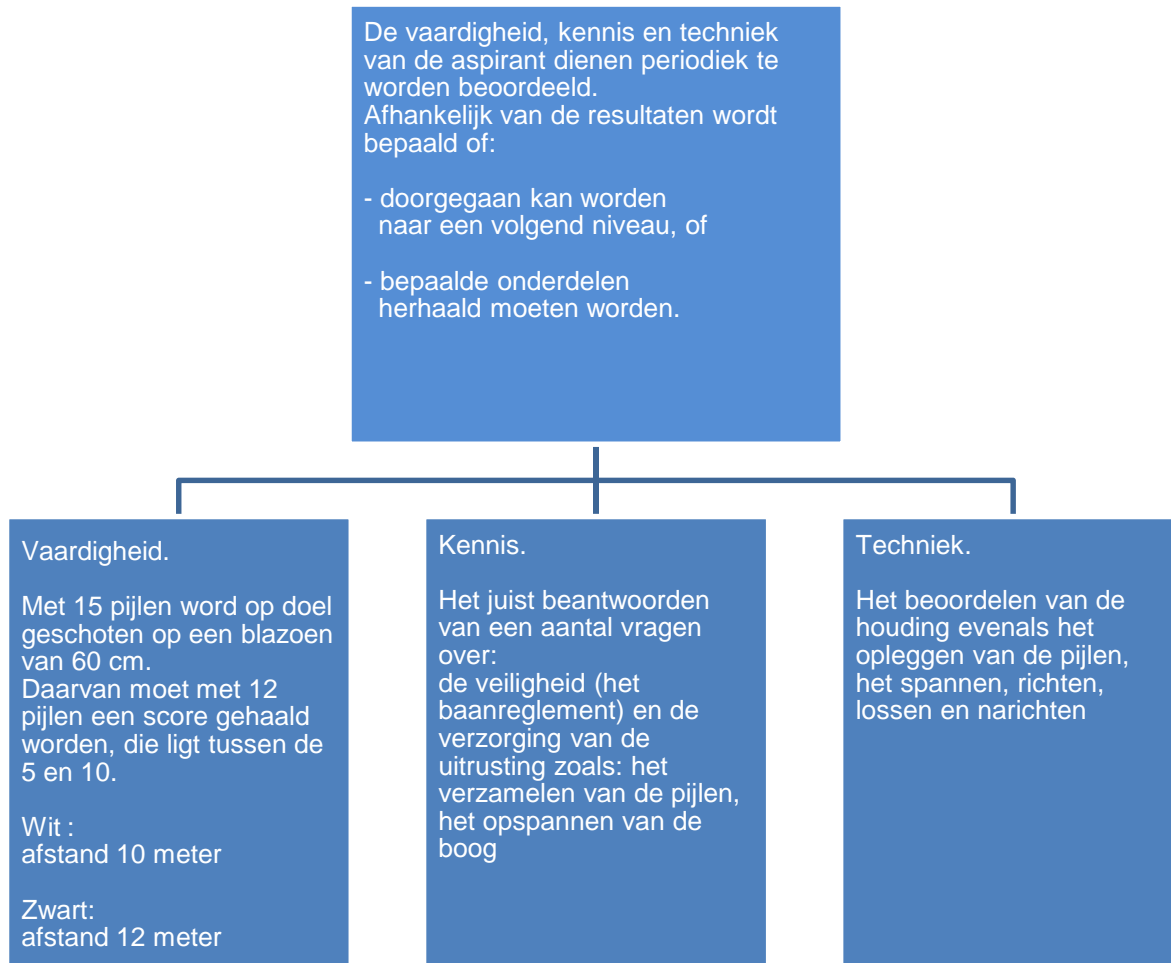 De vaardigheid, kennis en techniek
van de aspirant dienen periodiek te
worden beoordeeld.
Afhankelijk van de resultaten wordt
bepaald of:
- doorgegaan kan worden
naar een volgend niveau, of
- bepaalde onderdelen
herhaald moeten worden.
Vaardigheid.
Met 15 pijlen word op doel
geschoten op een blazoen
van 60 cm.
Daarvan moet met 12
pijlen een score gehaald
worden, die ligt tussen de
5 en 10.
Wit :
afstand 10 meter
Zwart:
afstand 12 meter
Kennis.
Het juist beantwoorden
van een aantal vragen
over:
de veiligheid (het
baanreglement) en de
verzorging van de
uitrusting zoals: het
verzamelen van de pijlen,
het opspannen van de
boog
Techniek.
Het beoordelen van de
houding evenals het
opleggen van de pijlen,
het spannen, richten,
lossen en narichten